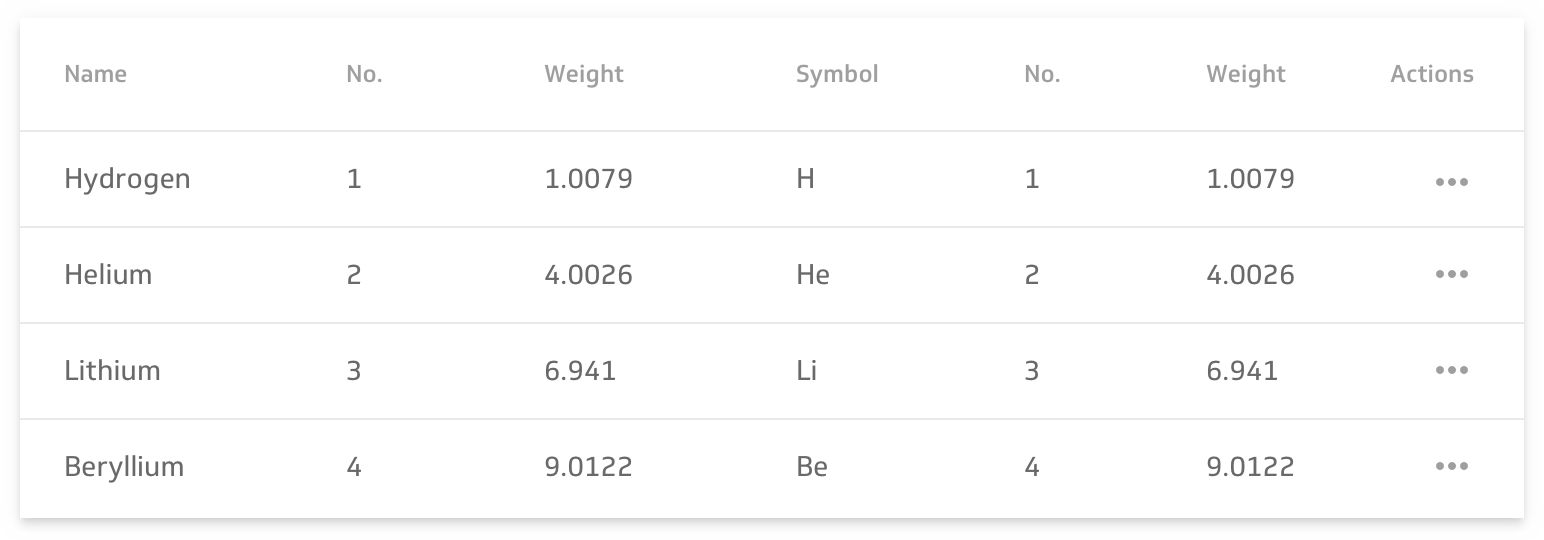 Name No. Weight Symbol No. Weight Actions
Hydrogen 1 1.0079 H 1 1.0079 •••
Helium 2 4.0026 He 2 4.0026 •••
Lithium 3 6.941 Li 3 6.941 •••
Beryllium 4 9.0122 Be 4 9.0122 •••